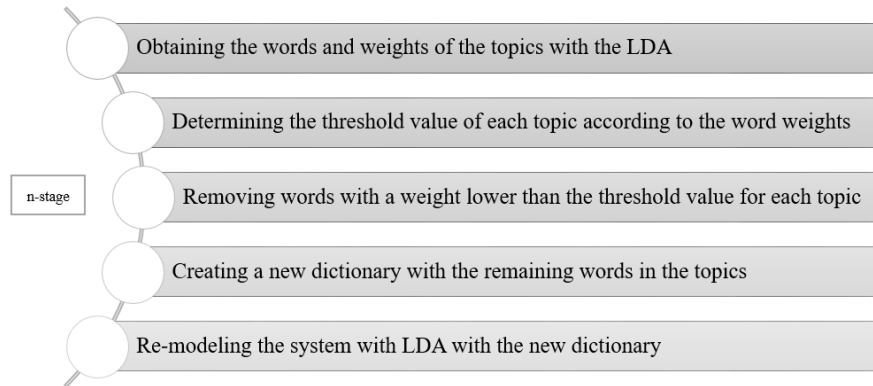 Obtaining the words and weights of the topics with the LDA
Determining the threshold value of each topic according to the word weights
n-stage
Removing words with a weight lower than the threshold value for each topic
Creating a new dictionary with the remaining words in the topics
Re-modeling the system with LDA with the new dictionary